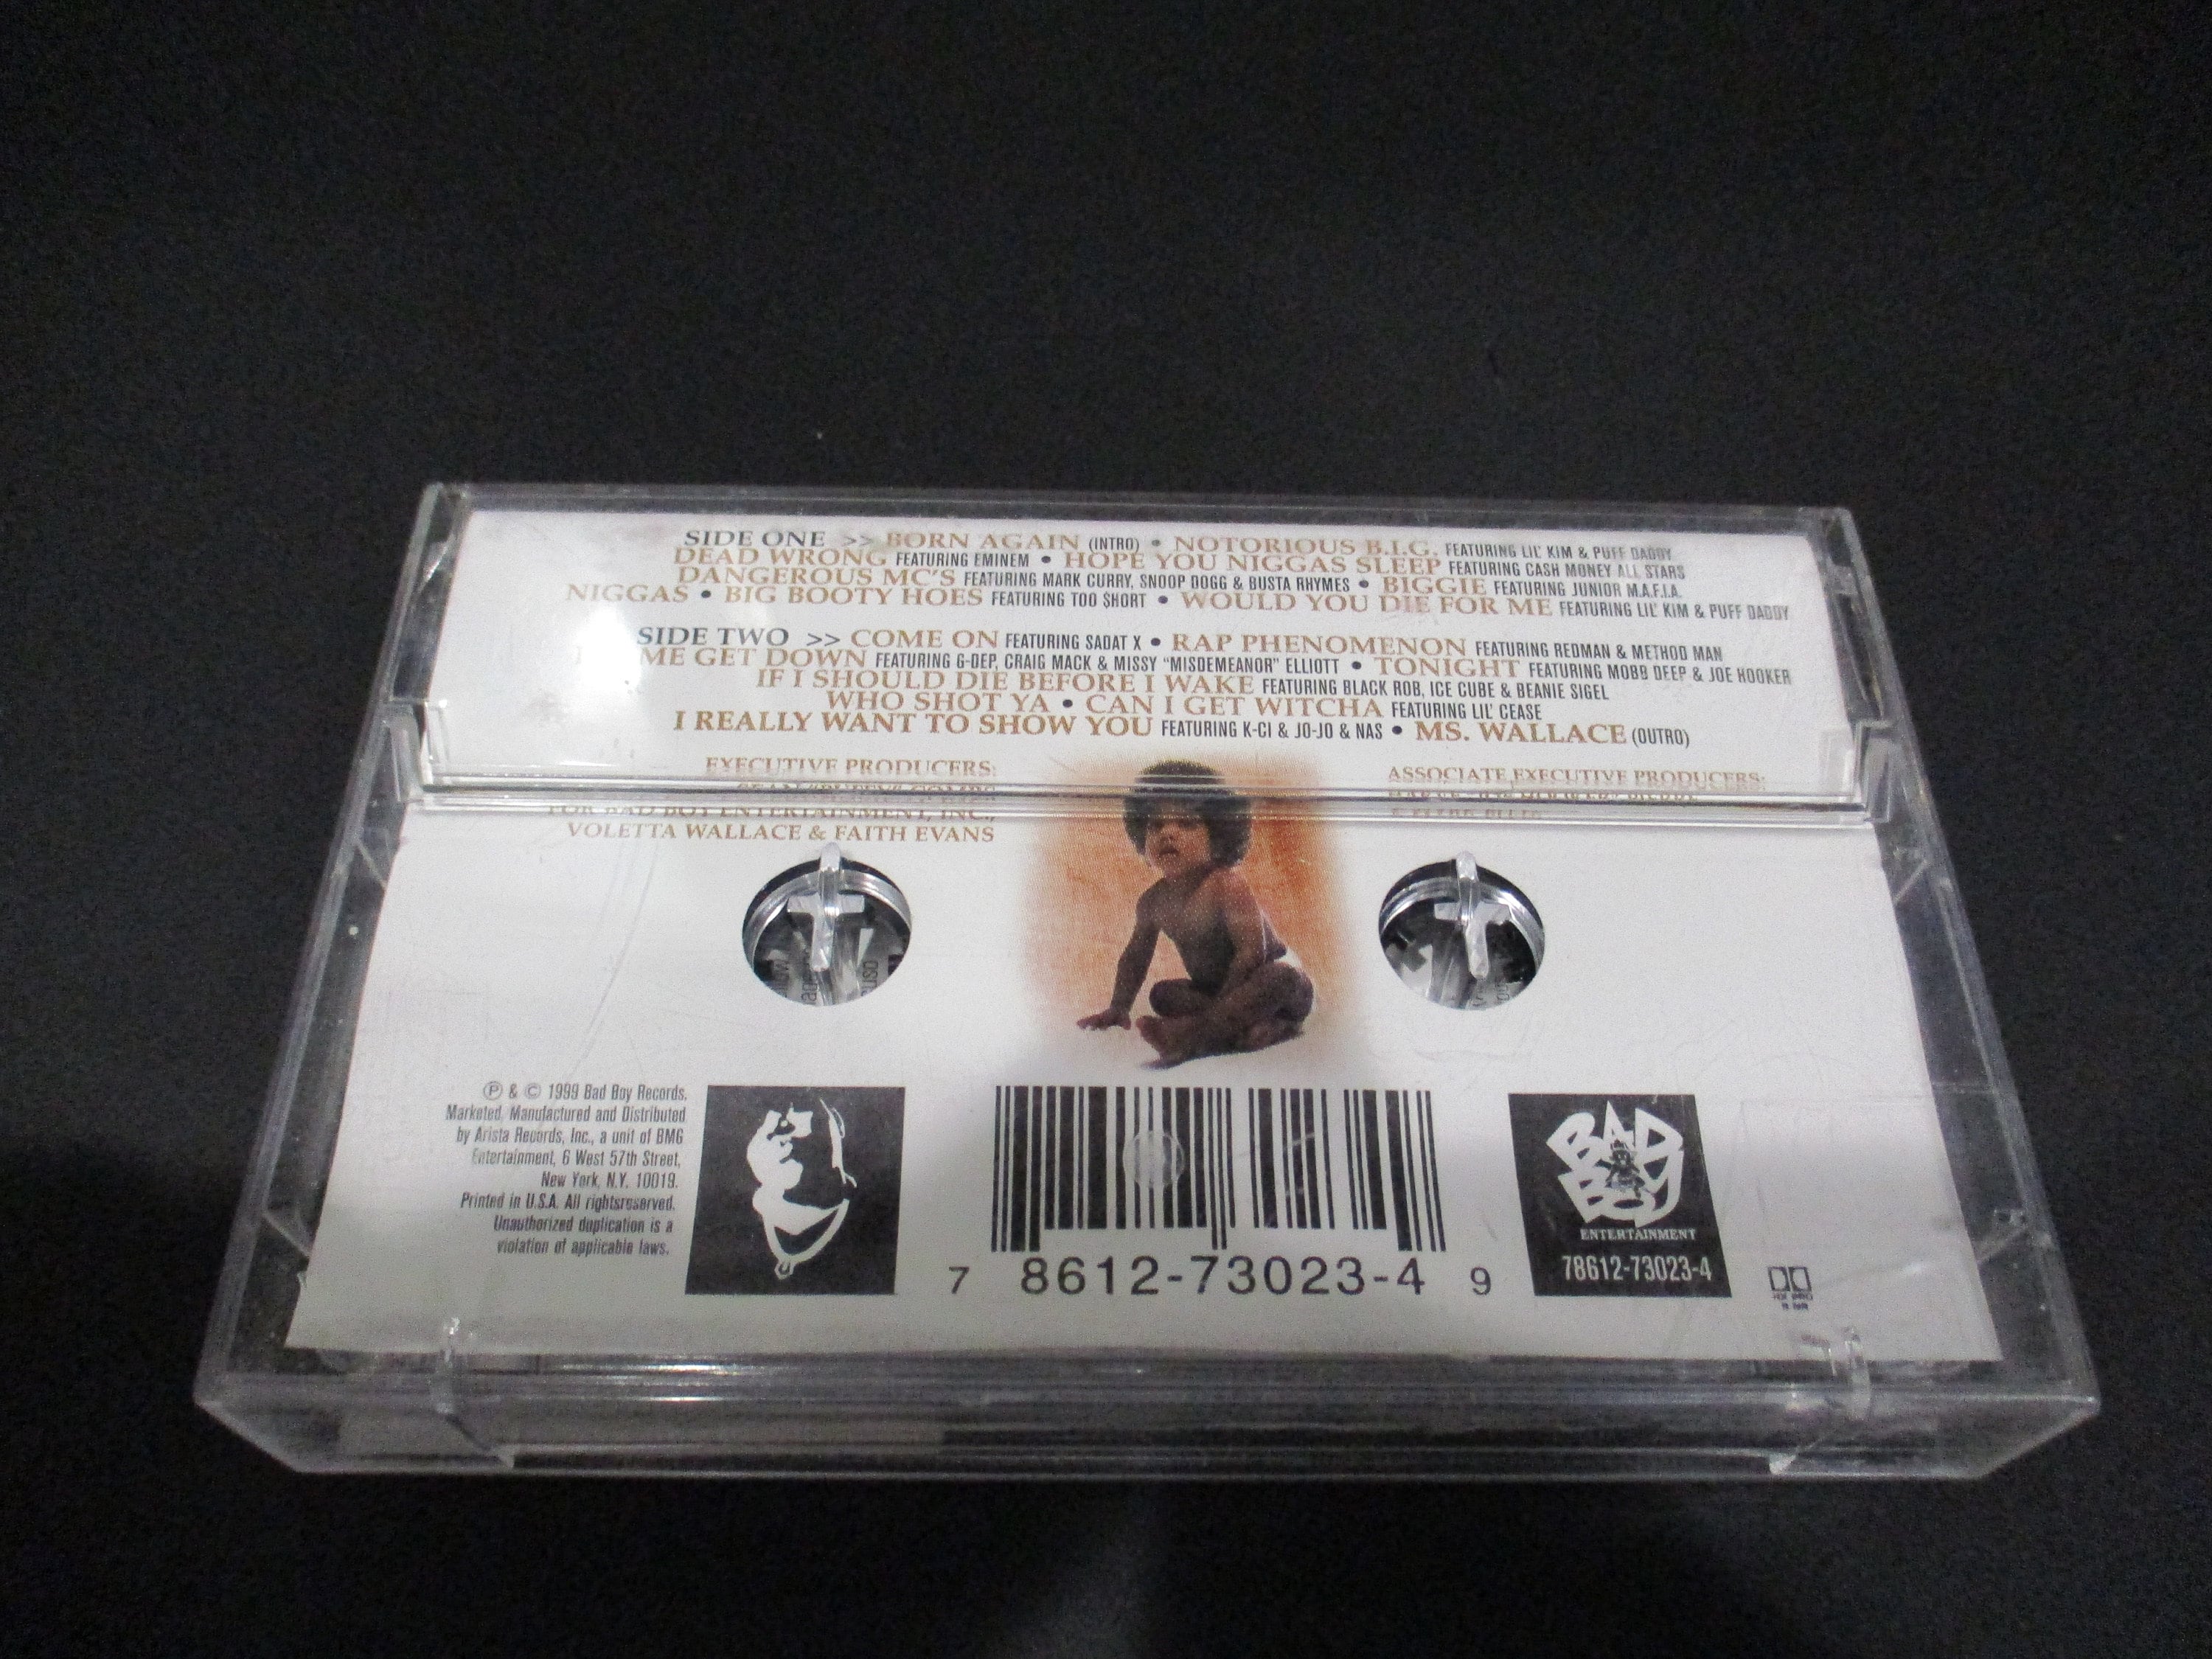 SIDE ONE >> BORN AGAIN (INTRO) • NOTORIOUS B.I.G. FEATURING LIL' KIM & PUFF DADDY
DEAD WRONG FEATURING EMINEM • HOPE YOU NIGGAS SLEEP FEATURING CASH MONEY ALL STARS
DANGEROUS MC'S FEATURING MARK CURRY, SNOOP DOGG & BUSTA RHYMES • BIGGIE FEATURING JUNIOR M.A.F.I.A.
NIGGAS • BIG BOOTY HOES FEATURING TOO $HORT • WOULD YOU DIE FOR ME FEATURING LIL' KIM & PUFF DADDY
SIDE TWO >> COME ON FEATURING SADAT X • RAP PHENOMENON FEATURING REDMAN & METHOD MAN
ME GET DOWN FEATURING G-DEP, CRAIG MACK & MISSY "MISDEMEANOR" ELLIOTT • TONIGHT FEATURING MOBB DEEP & JOE HOOKER
IF I SHOULD DIE BEFORE I WAKE FEATURING BLACK ROB, ICE CUBE & BEANIE SIGEL
WHO SHOT YA • CAN I GET WITCHA FEATURING LIL' CEASE
I REALLY WANT TO SHOW YOU FEATURING K-CI & JO-JO & NAS • MS. WALLACE (OUTRO)
EXECUTIVE PRODUCERS:
FOR BAD BOY ENTERTAINMENT, INC.,
VOLETTA WALLACE & FAITH EVANS
ASSOCIATE EXECUTIVE PRODUCERS:
Ⓟ & © 1999 Bad Boy Records.
Marketed, Manufactured and Distributed
by Arista Records, Inc., a unit of BMG
Entertainment, 6 West 57th Street,
New York, N.Y. 10019.
Printed in U.S.A. All rightsreserved.
Unauthorized duplication is a
violation of applicable laws.
7 8612-73023-4 9
BAD BOY
ENTERTAINMENT
78612-73023-4